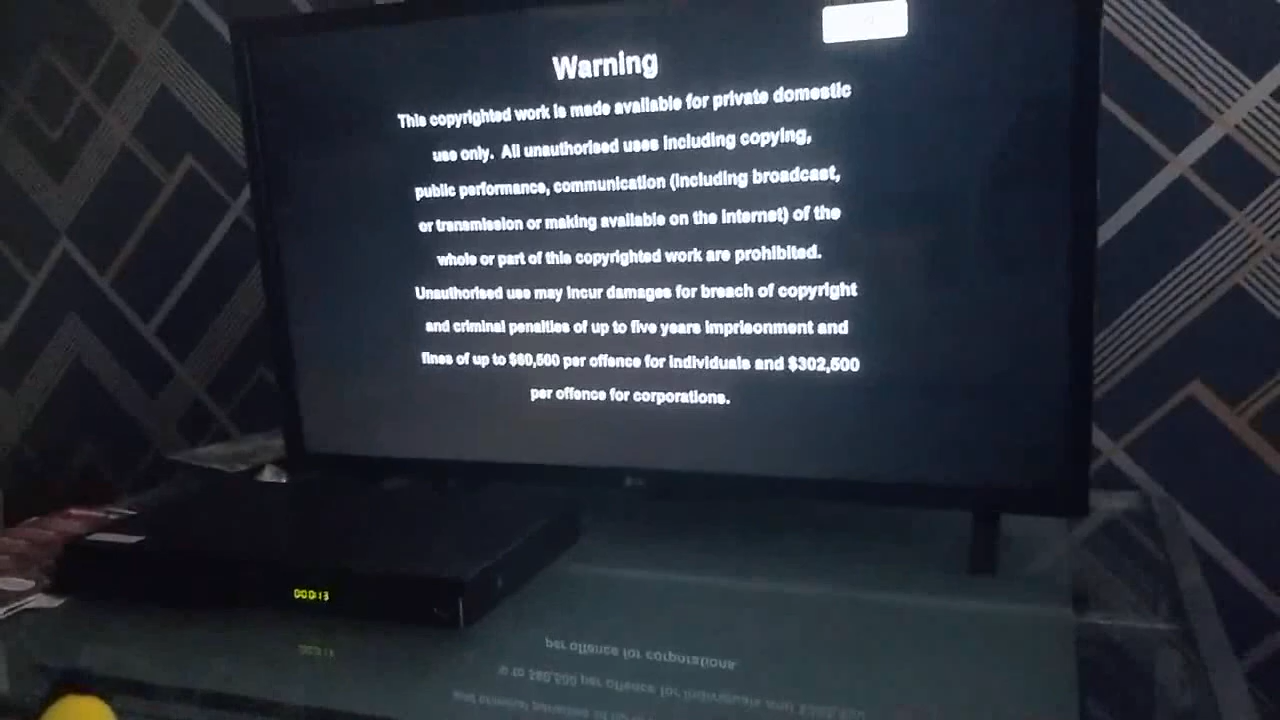 Warning
This copyrighted work is made available for private domestic
use only. All unauthorised uses including copying,
public performance, communication (including broadcast,
or transmission or making available on the internet) of the
whole or part of this copyrighted work are prohibited.
Unauthorised use may incur damages for breach of copyright
and criminal penalties of up to five years imprisonment and
fines of up to $60,500 per offence for individuals and $302,500
per offence for corporations.
LG
000:13